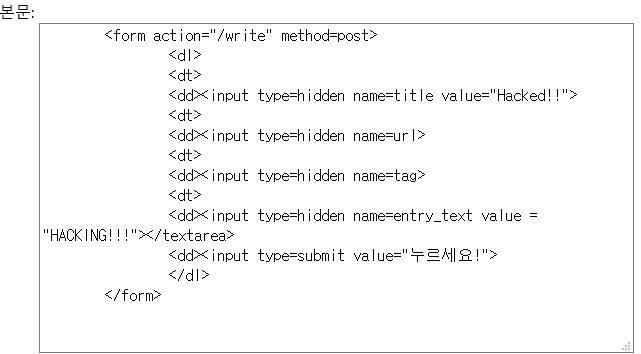 본문:
<form action="/write" method=post>
<dl>
<dt>
<dd><input type=hidden name=title value="Hacked!!">
<dt>
<dd><input type=hidden name=url>
<dt>
<dd><input type=hidden name=tag>
<dt>
<dd><input type=hidden name=entry_text value =
"HACKING!!!"></textarea>
<dd><input type=submit value="누르세요!">
</dl>
</form>